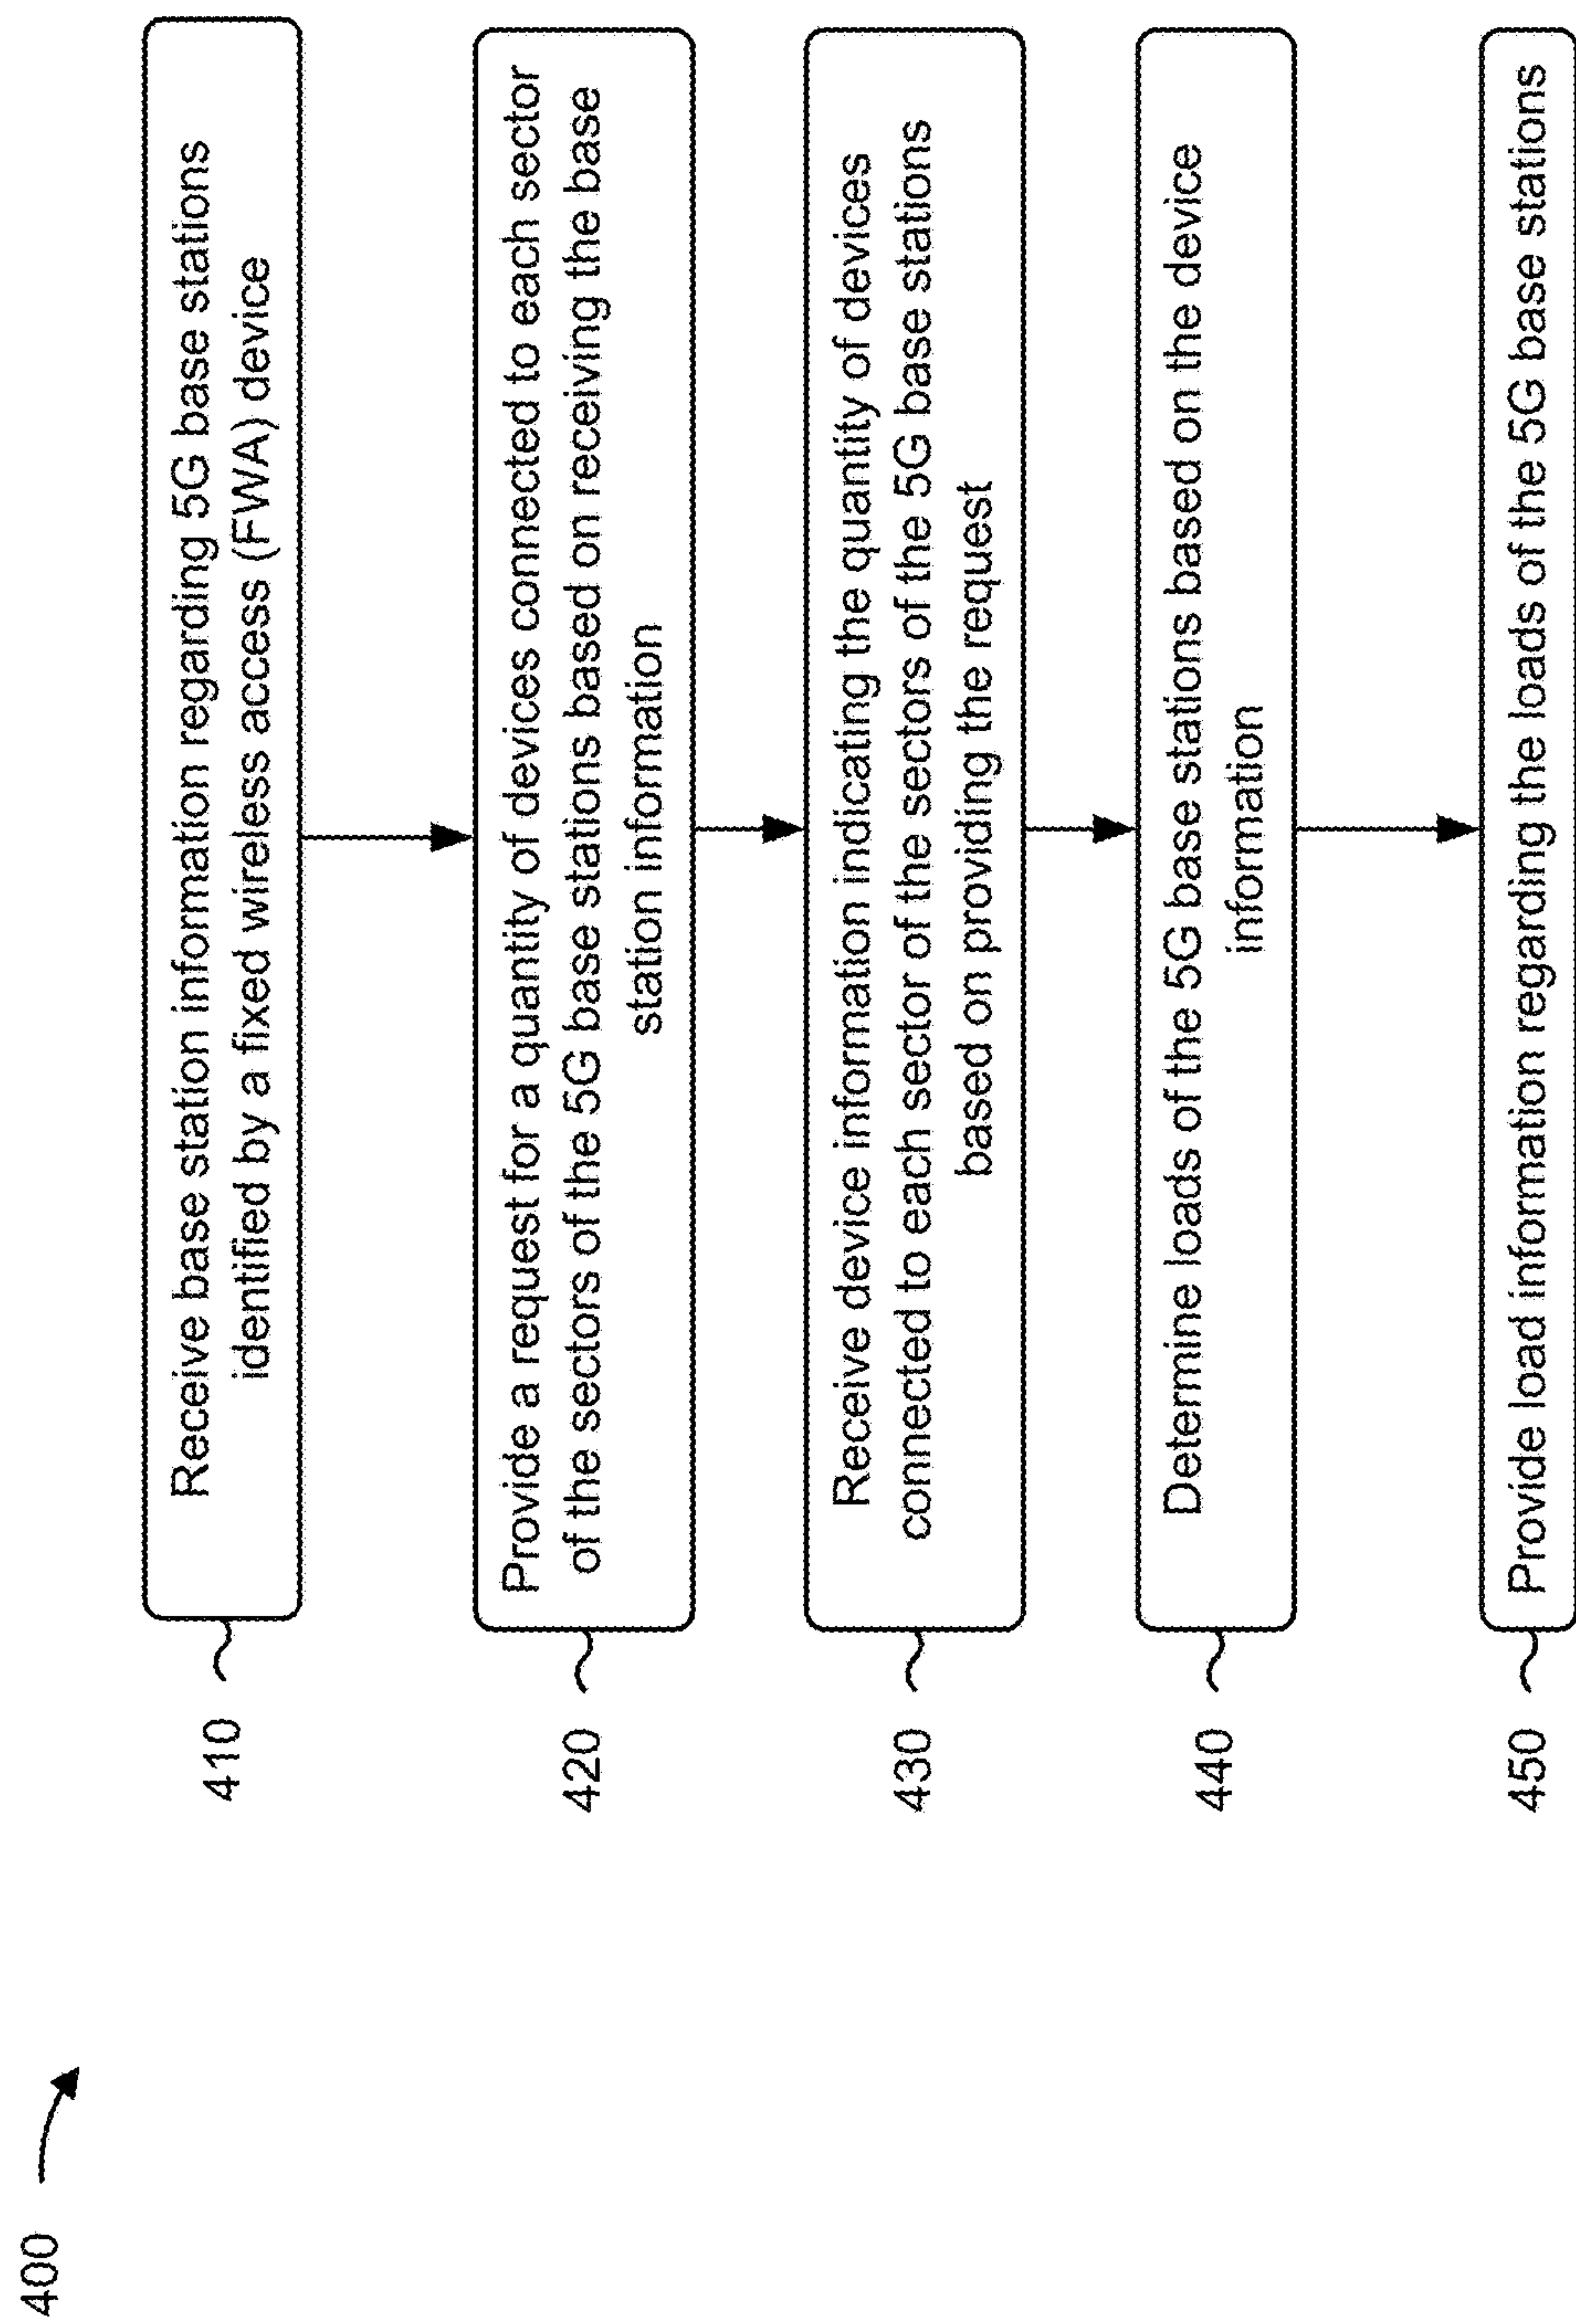 400
410
Receive base station information regarding 5G base stations
identified by a fixed wireless access (FWA) device
420
Provide a request for a quantity of devices connected to each sector
of the sectors of the 5G base stations based on receiving the base
station information
430
Receive device information indicating the quantity of devices
connected to each sector of the sectors of the 5G base stations
based on providing the request
440
Determine loads of the 5G base stations based on the device
information
450
Provide load information regarding the loads of the 5G base stations